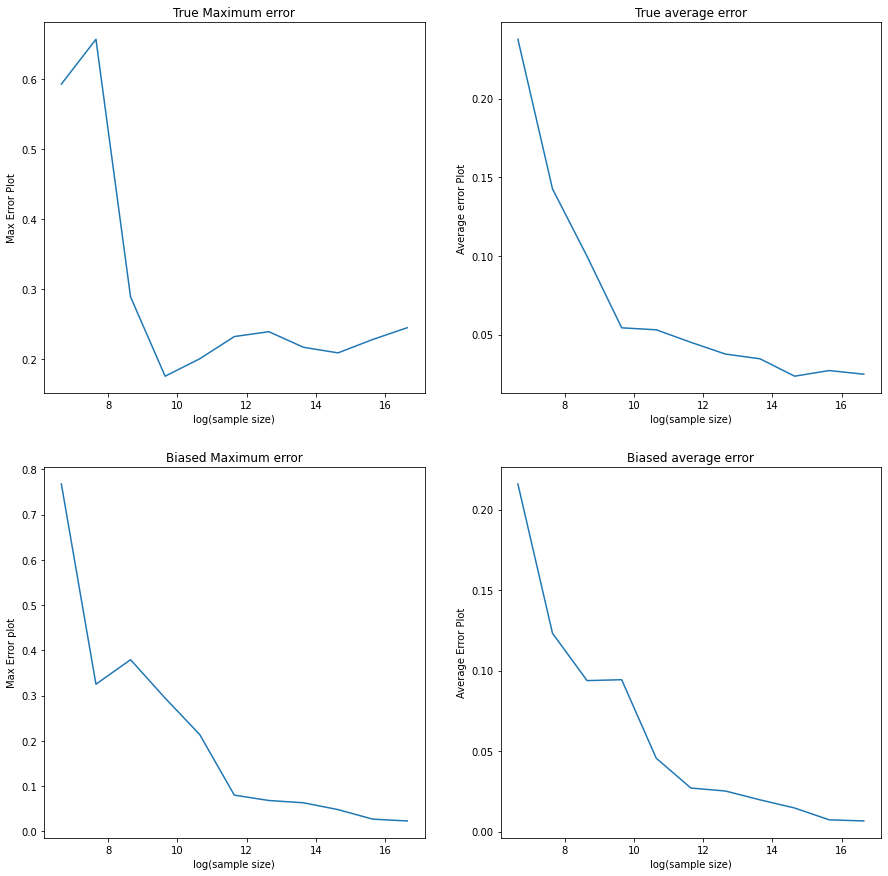 True Maximum error
Max Error Plot
0.6
0.5
0.4
0.3
0.2
8 10 12 14 16
log(sample size)
True average error
Average error Plot
0.20
0.15
0.10
0.05
8 10 12 14 16
log(sample size)
Biased Maximum error
Max Error plot
0.8
0.7
0.6
0.5
0.4
0.3
0.2
0.1
0.0
8 10 12 14 16
log(sample size)
Biased average error
Average Error Plot
0.20
0.15
0.10
0.05
0.00
8 10 12 14 16
log(sample size)